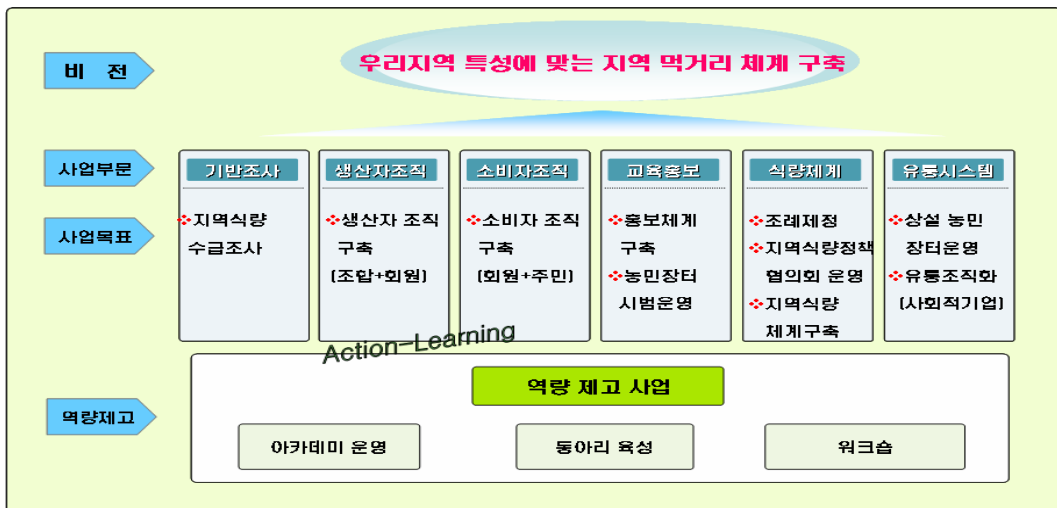 비 전
우리지역 특성에 맞는 지역 먹거리 체계 구축
사업부문
기반조사
생산자조직
소비자조직
교육홍보
식량체계
유통시스템
사업목표
❖지역식량
수급조사
❖생산자 조직
구축
(조합+회원)
❖소비자 조직
구축
(회원+주민)
❖홍보체계
구축
❖농민장터
시범운영
❖조례제정
❖지역식량정책
협의회 운영
❖지역식량
체계구축
❖상설 농민
장터운영
❖유통조직화
(사회적기업)
Action-Learning
역량제고
역량 제고 사업
아카데미 운영
동아리 육성
워크숍